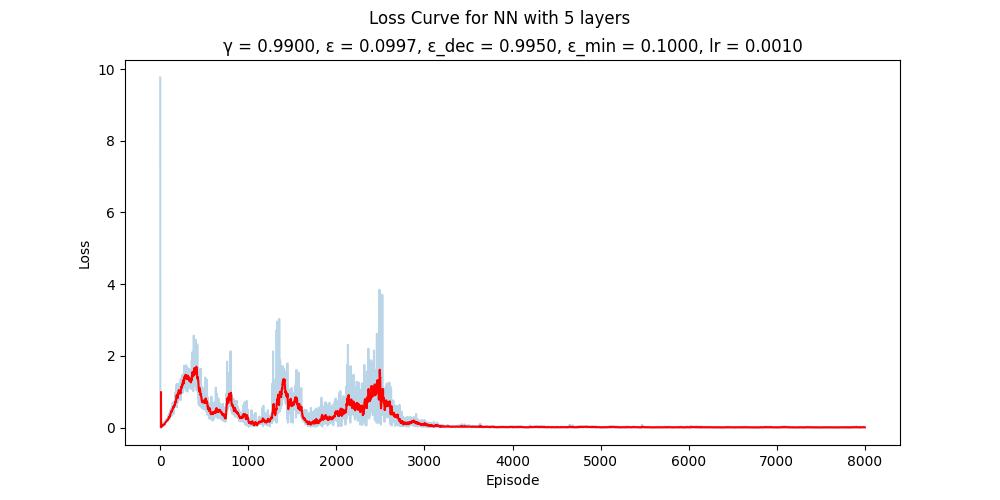 Loss Curve for NN with 5 layers
γ = 0.9900, ε = 0.0997, ε_dec = 0.9950, ε_min = 0.1000, lr = 0.0010
10
8
6
4
2
0
Loss
0 1000 2000 3000 4000 5000 6000 7000 8000
Episode